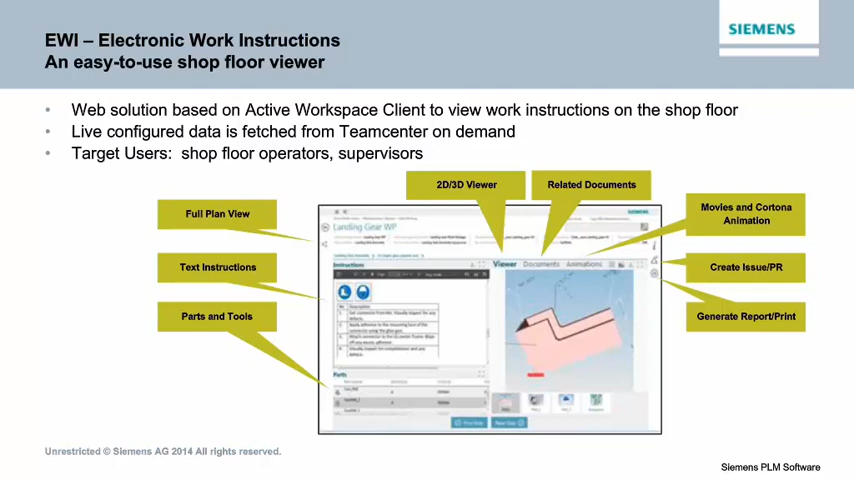 EWI – Electronic Work Instructions
An easy-to-use shop floor viewer
SIEMENS
• Web solution based on Active Workspace Client to view work instructions on the shop floor
• Live configured data is fetched from Teamcenter on demand
• Target Users: shop floor operators, supervisors
2D/3D Viewer
Related Documents
Full Plan View
Movies and Cortona
Animation
Text Instructions
Create Issue/PR
Parts and Tools
Generate Report/Print
SIEMENS
Landing Gear WP
Instructions
Viewer Documents Animations
Description
Parts
Unrestricted © Siemens AG 2014 All rights reserved.
Siemens PLM Software